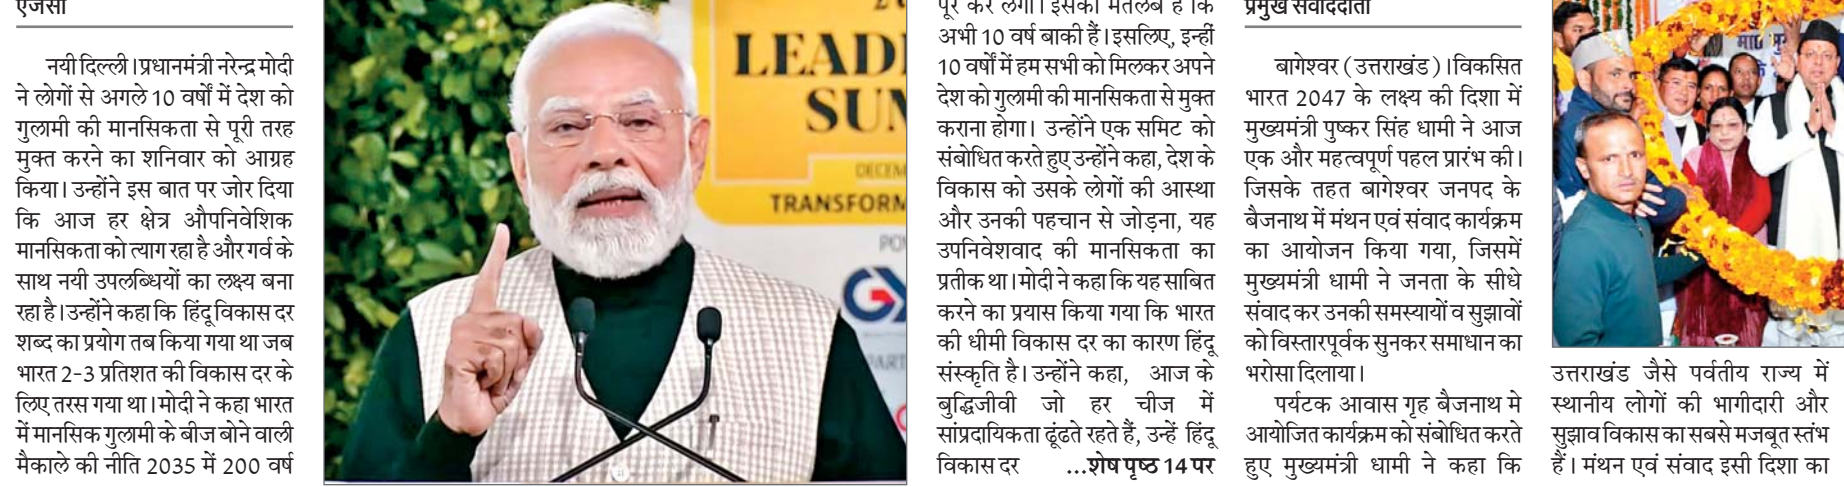 एजेंसी
नयी दिल्ली। प्रधानमंत्री नरेन्द्र मोदी
ने लोगों से अगले 10 वर्षों में देश को
गुलामी की मानसिकता से पूरी तरह
मुक्त करने का शनिवार को आग्रह
किया। उन्होंने इस बात पर जोर दिया
कि आज हर क्षेत्र औपनिवेशिक
मानसिकता को त्याग रहा है और गर्व के
साथ नयी उपलब्धियों का लक्ष्य बना
रहा है। उन्होंने कहा कि हिंदू विकास दर
शब्द का प्रयोग तब किया गया था जब
भारत 2-3 प्रतिशत की विकास दर के
लिए तरस गया था। मोदी ने कहा भारत
में मानसिक गुलामी के बीज बोने वाली
मैकाले की नीति 2035 में 200 वर्ष
LEAD
SUM
DECEM
TRANSFORM
PO
GX
पूरे कर लेगी। इसका मतलब है कि
अभी 10 वर्ष बाकी हैं। इसलिए, इन्हीं
10 वर्षों में हम सभी को मिलकर अपने
देश को गुलामी की मानसिकता से मुक्त
कराना होगा। उन्होंने एक समिट को
संबोधित करते हुए उन्होंने कहा, देश के
विकास को उसके लोगों की आस्था
और उनकी पहचान से जोड़ना, यह
उपनिवेशवाद की मानसिकता का
प्रतीक था। मोदी ने कहा कि यह साबित
करने का प्रयास किया गया कि भारत
की धीमी विकास दर का कारण हिंदू
संस्कृति है। उन्होंने कहा, आज के
बुद्धिजीवी जो हर चीज में
सांप्रदायिकता ढूंढते रहते हैं, उन्हें हिंदू
विकास दर ...शेष पृष्ठ 14 पर
प्रमुख संवाददाता
बागेश्वर (उत्तराखंड)। विकसित
भारत 2047 के लक्ष्य की दिशा में
मुख्यमंत्री पुष्कर सिंह धामी ने आज
एक और महत्वपूर्ण पहल प्रारंभ की।
जिसके तहत बागेश्वर जनपद के
बैजनाथ में मंथन एवं संवाद कार्यक्रम
का आयोजन किया गया, जिसमें
मुख्यमंत्री धामी ने जनता के सीधे
संवाद कर उनकी समस्यायों व सुझावों
को विस्तारपूर्वक सुनकर समाधान का
भरोसा दिलाया।
पर्यटक आवास गृह बैजनाथ मे
आयोजित कार्यक्रम को संबोधित करते
हुए मुख्यमंत्री धामी ने कहा कि
उत्तराखंड जैसे पर्वतीय राज्य में
स्थानीय लोगों की भागीदारी और
सुझाव विकास का सबसे मजबूत स्तंभ
हैं। मंथन एवं संवाद इसी दिशा का